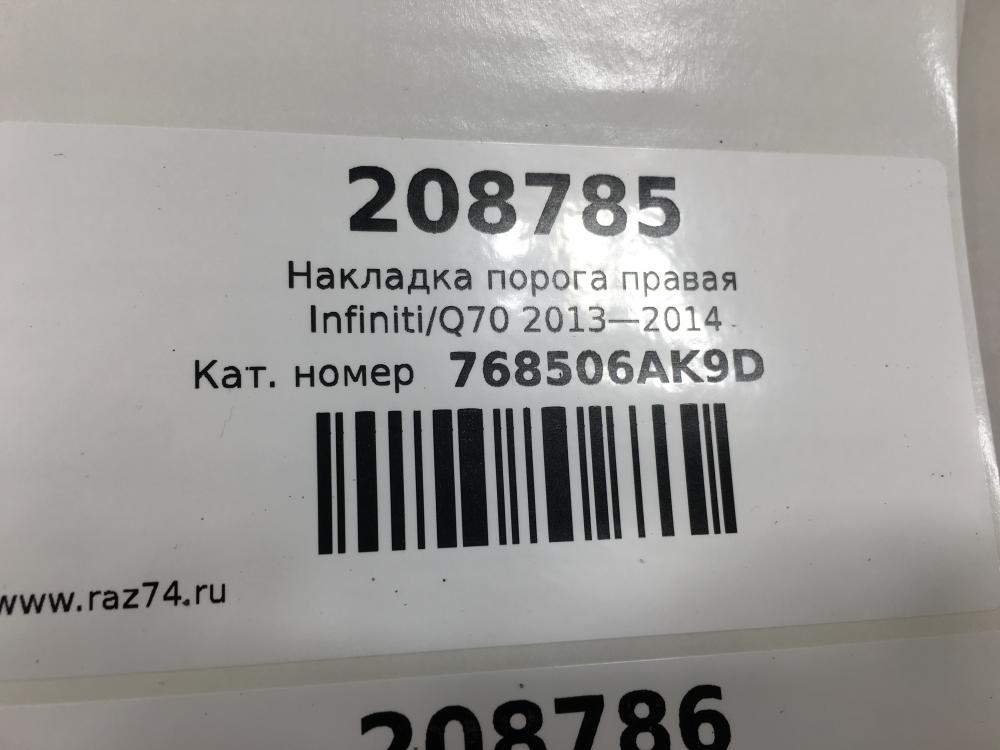 208785
Накладка порога правая
Infiniti/Q70 2013—2014
Кат. номер 768506AK9D
www.raz74.ru
208786